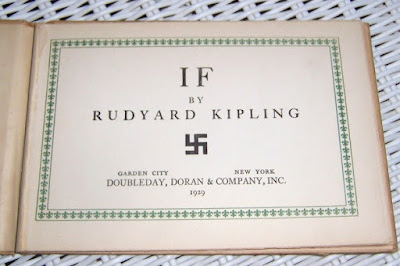 IF
BY
RUDYARD KIPLING
GARDEN CITY NEW YORK
DOUBLEDAY, DORAN & COMPANY, INC.
1929